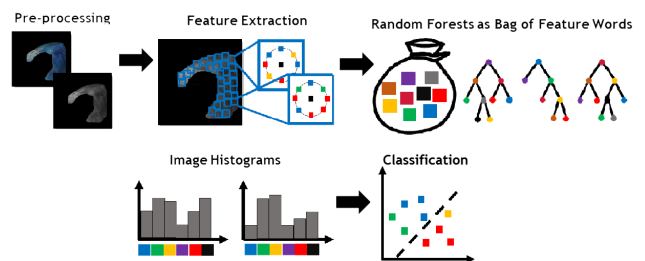 Pre-processing
Feature Extraction
Random Forests as Bag of Feature Words
Image Histograms
Classification